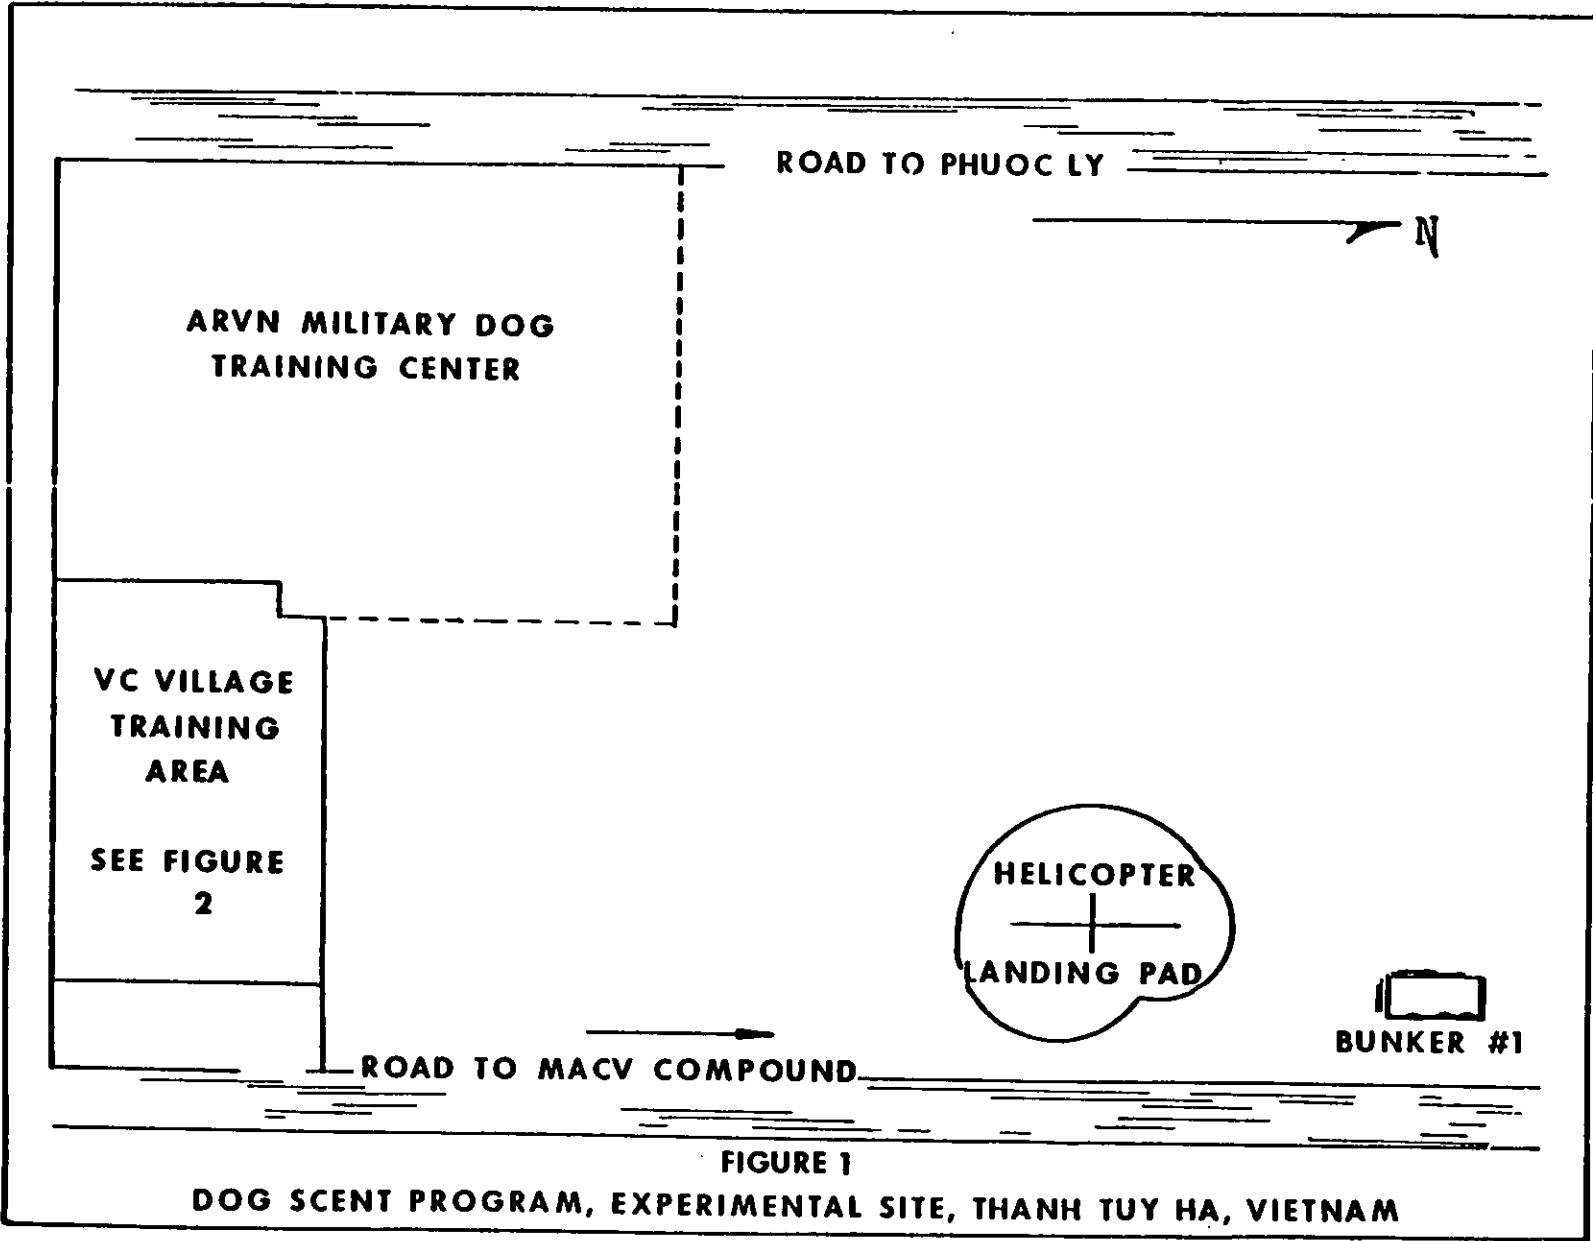 ROAD TO PHUOC LY
N
ARVN MILITARY DOG
TRAINING CENTER
VC VILLAGE
TRAINING
AREA
SEE FIGURE
2
HELICOPTER
LANDING PAD
BUNKER #1
ROAD TO MACV COMPOUND
FIGURE 1
DOG SCENT PROGRAM, EXPERIMENTAL SITE, THANH TUY HA, VIETNAM